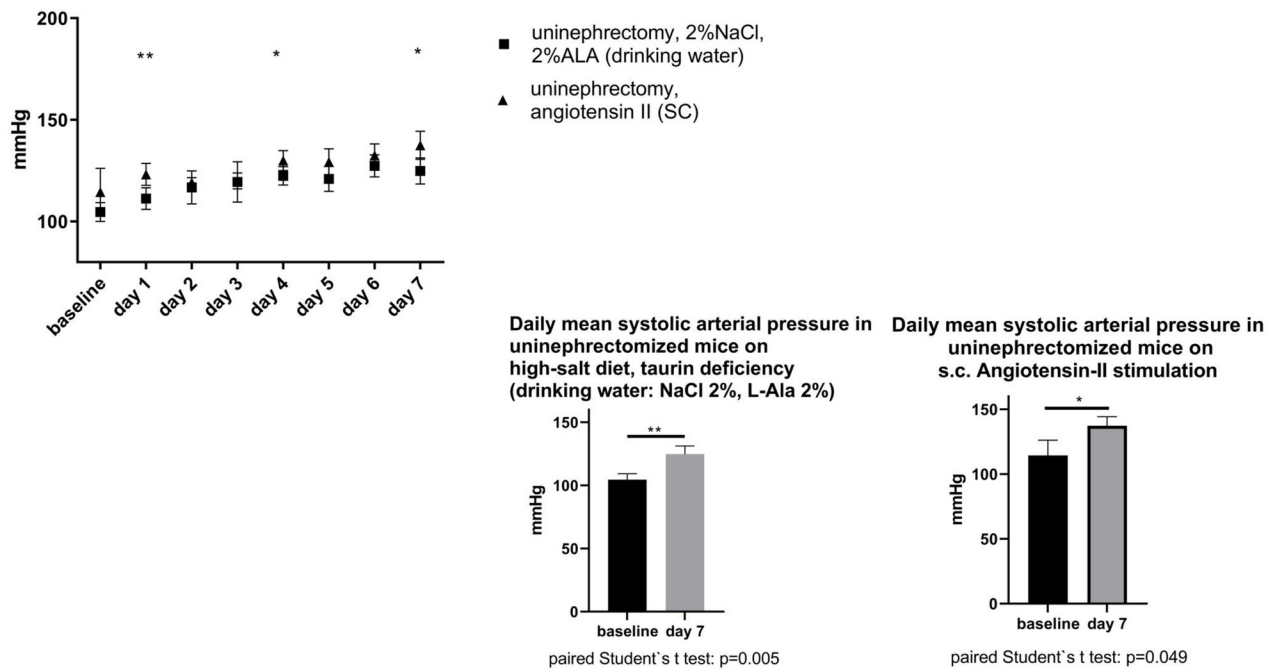 200
150
100
mmHg
**
*
*
baseline
day 1
day 2
day 3
day 4
day 5
day 6
day 7
uninephrectomy, 2%NaCl,
2%ALA (drinking water)
uninephrectomy,
angiotensin II (SC)
Daily mean systolic arterial pressure in
uninephrectomized mice on
high-salt diet, taurin deficiency
(drinking water: NaCl 2%, L-Ala 2%)
150
100
50
0
mmHg
**
baseline
day 7
paired Student`s t test: p=0.005
Daily mean systolic arterial pressure in
uninephrectomized mice on
s.c. Angiotensin-II stimulation
150
100
50
0
mmHg
*
baseline
day 7
paired Student`s t test: p=0.049